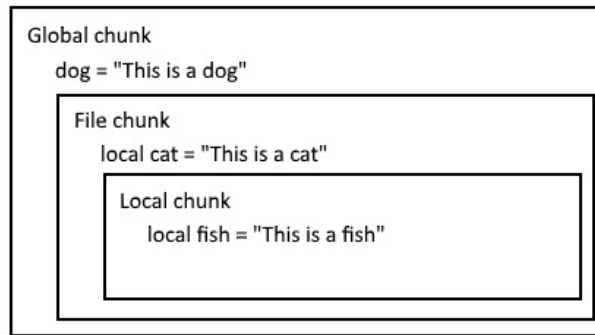 Global chunk
dog = "This is a dog"
File chunk
local cat = "This is a cat"
Local chunk
local fish = "This is a fish"